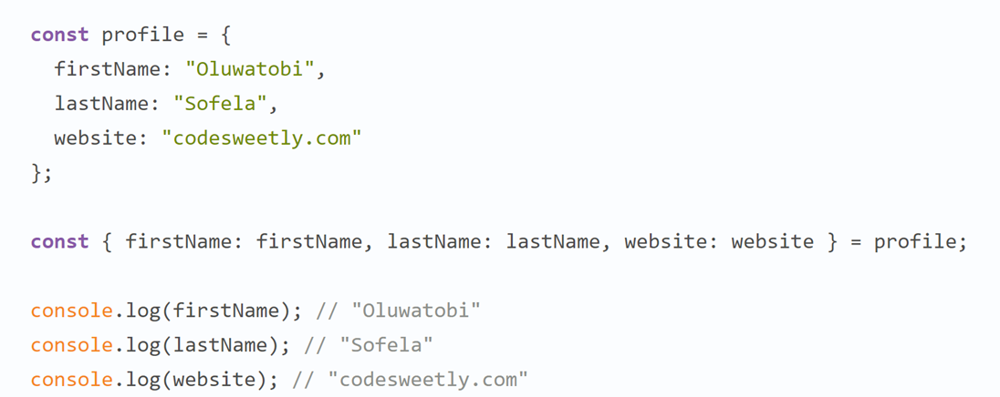 const profile = {
  firstName: "Oluwatobi",
  lastName: "Sofela",
  website: "codesweetly.com"
};
const { firstName: firstName, lastName: lastName, website: website } = profile;
console.log(firstName); // "Oluwatobi"
console.log(lastName); // "Sofela"
console.log(website); // "codesweetly.com"